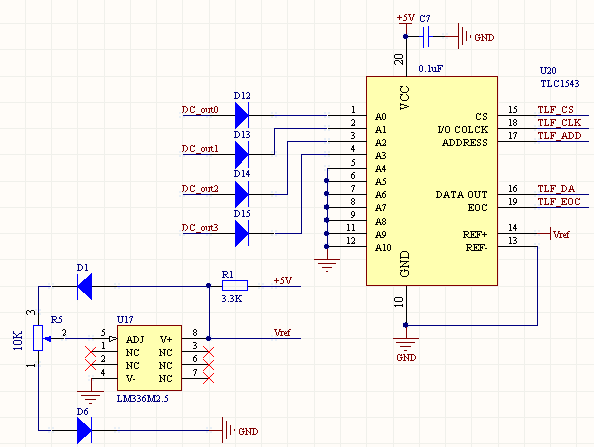 +5V
C7
GND
20
0.1uF
U20
TLC1543
VCC
D12
DC_out0
1
A0
CS
15
TLF_CS
2
A1
I/O COLCK
18
TLF_CLK
D13
3
A2
ADDRESS
17
TLF_ADD
DC_out1
4
A3
5
A4
D14
6
A5
DC_out2
7
A6
DATA OUT
16
TLF_DA
8
A7
EOC
19
TLF_EOC
D15
9
A8
DC_out3
11
A9
REF+
14
Vref
12
A10
REF-
13
GND
10
GND
D1
R1
+5V
3.3K
3
R5
10K
2
1
U17
5
ADJ
V+
8
Vref
1
NC
NC
3
2
NC
NC
6
4
V-
NC
7
LM336M2.5
D6
GND